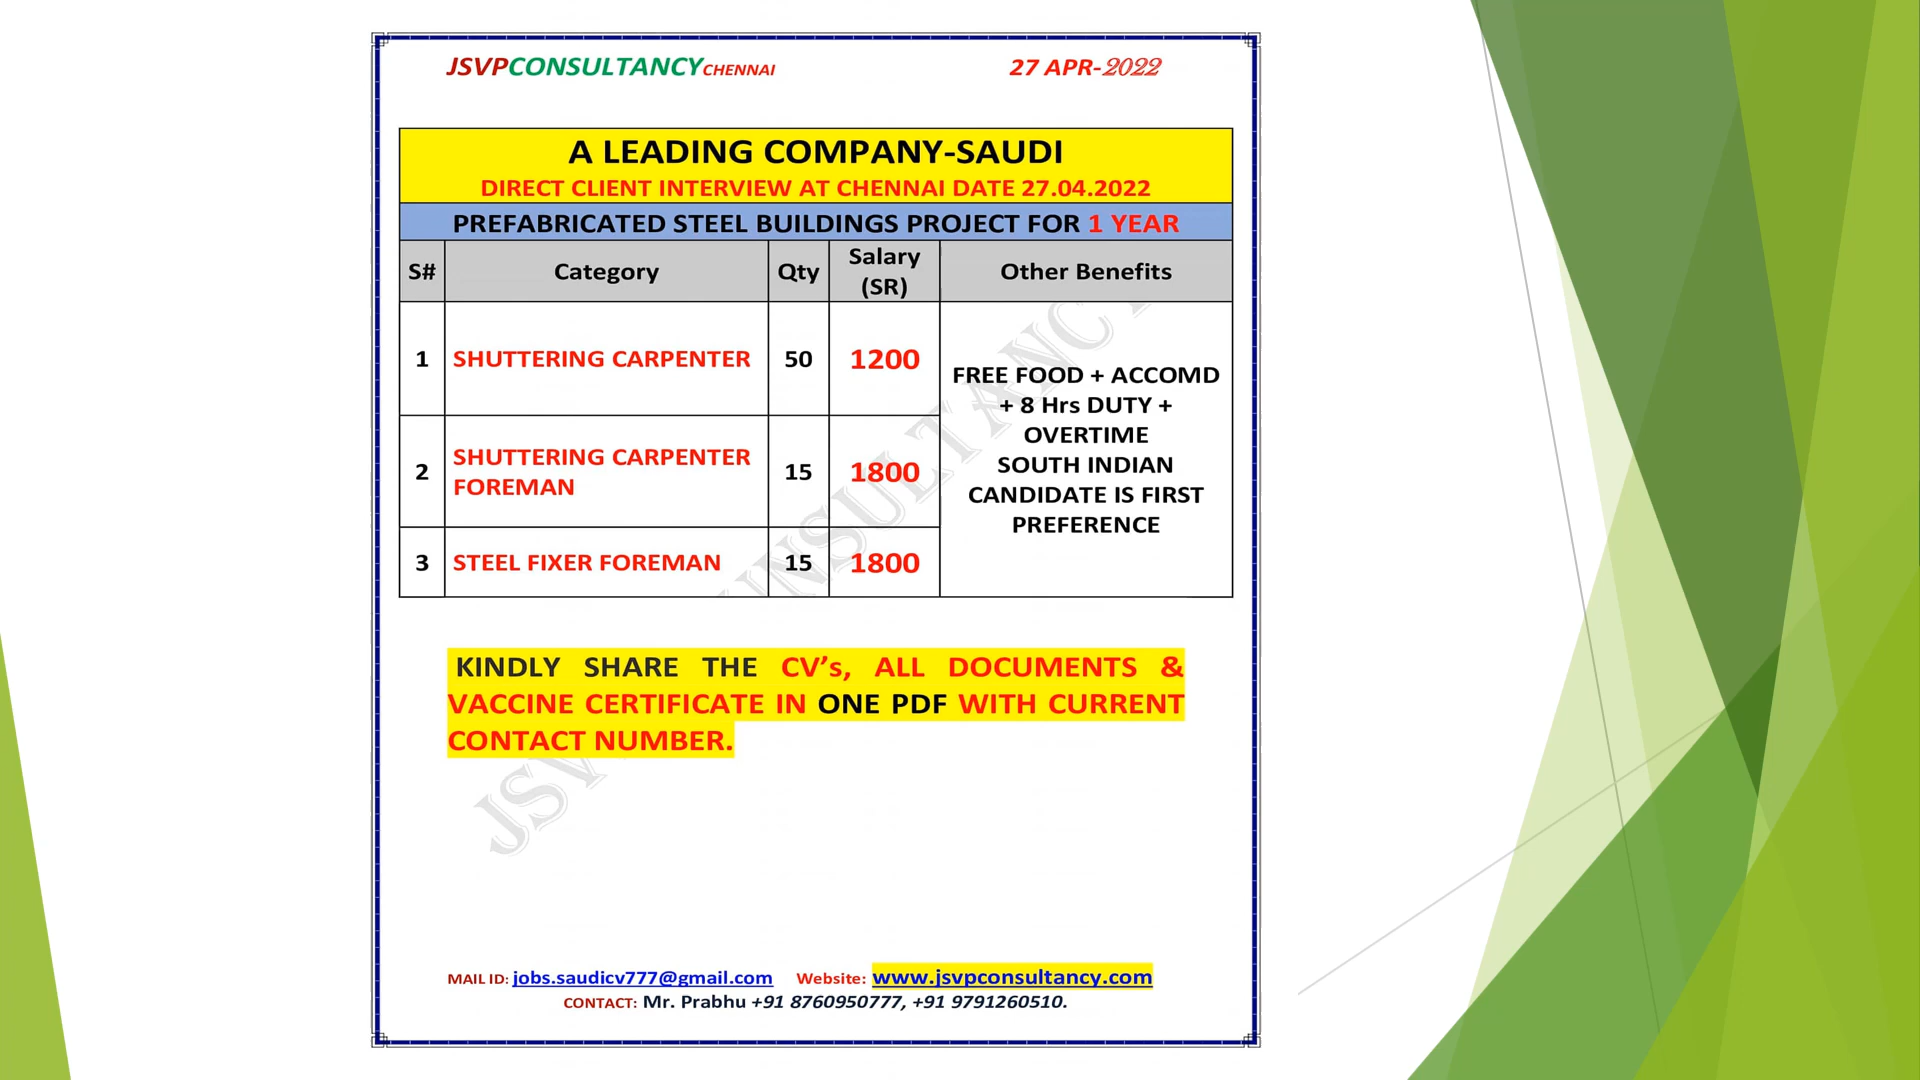 JSVPCONSULTANCYCHENNAI 27 APR-2022
A LEADING COMPANY-SAUDI
DIRECT CLIENT INTERVIEW AT CHENNAI DATE 27.04.2022
PREFABRICATED STEEL BUILDINGS PROJECT FOR 1 YEAR
S# Category Qty Salary (SR) Other Benefits
1 SHUTTERING CARPENTER 50 1200
2 SHUTTERING CARPENTER FOREMAN 15 1800
3 STEEL FIXER FOREMAN 15 1800
FREE FOOD + ACCOMD
+ 8 Hrs DUTY +
OVERTIME
SOUTH INDIAN
CANDIDATE IS FIRST
PREFERENCE
KINDLY SHARE THE CV’s, ALL DOCUMENTS &
VACCINE CERTIFICATE IN ONE PDF WITH CURRENT
CONTACT NUMBER.
MAIL ID: jobs.saudicv777@gmail.com Website: www.jsvpconsultancy.com
CONTACT: Mr. Prabhu +91 8760950777, +91 9791260510.